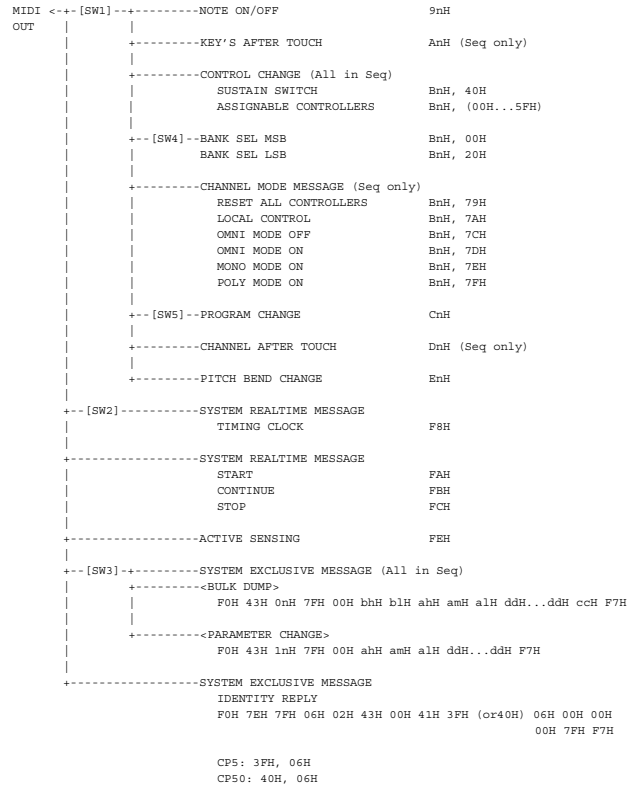 MIDI <-+-[SW1]--+---------NOTE ON/OFF                 9nH
OUT    |        |
       |        +---------KEY'S AFTER TOUCH           AnH (Seq only)
       |        |
       |        +---------CONTROL CHANGE (All in Seq)
       |        |           SUSTAIN SWITCH            BnH, 40H
       |        |           ASSIGNABLE CONTROLLERS    BnH, (00H...5FH)
       |        |
       |        +--[SW4]--BANK SEL MSB                BnH, 00H
       |        |         BANK SEL LSB                BnH, 20H
       |        |
       |        +---------CHANNEL MODE MESSAGE (Seq only)
       |        |           RESET ALL CONTROLLERS     BnH, 79H
       |        |           LOCAL CONTROL             BnH, 7AH
       |        |           OMNI MODE OFF             BnH, 7CH
       |        |           OMNI MODE ON              BnH, 7DH
       |        |           MONO MODE ON              BnH, 7EH
       |        |           POLY MODE ON              BnH, 7FH
       |        |
       |        +--[SW5]--PROGRAM CHANGE              CnH
       |        |
       |        +---------CHANNEL AFTER TOUCH         DnH (Seq only)
       |        |
       |        +---------PITCH BEND CHANGE           EnH
       |
       +--[SW2]-----------SYSTEM REALTIME MESSAGE
       |                    TIMING CLOCK              F8H
       |
       +------------------SYSTEM REALTIME MESSAGE
       |                    START                     FAH
       |                    CONTINUE                  FBH
       |                    STOP                      FCH
       |
       +------------------ACTIVE SENSING              FEH
       |
       +--[SW3]-+---------SYSTEM EXCLUSIVE MESSAGE (All in Seq)
       |        +---------<BULK DUMP>
       |        |           F0H 43H 0nH 7FH 00H bhH blH ahH amH alH ddH...ddH ccH F7H
       |        |
       |        +---------<PARAMETER CHANGE>
       |                    F0H 43H 1nH 7FH 00H ahH amH alH ddH...ddH F7H
       |
       +------------------SYSTEM EXCLUSIVE MESSAGE
                            IDENTITY REPLY
                            F0H 7EH 7FH 06H 02H 43H 00H 41H 3FH (or40H) 06H 00H 00H
                                                                        00H 7FH F7H

                            CP5: 3FH, 06H
                            CP50: 40H, 06H